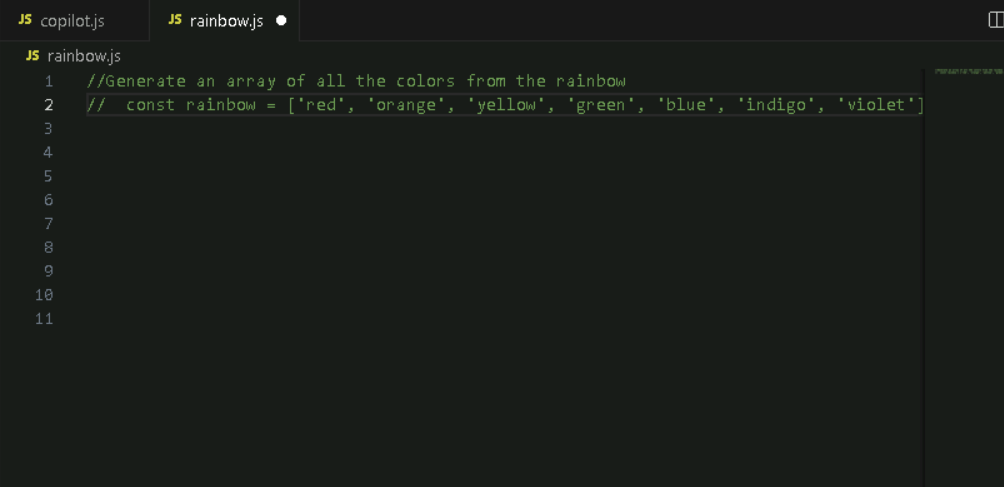 JS copilot.js JS rainbow.js
JS rainbow.js
1 //Generate an array of all the colors from the rainbow
2 // const rainbow = ['red', 'orange', 'yellow', 'green', 'blue', 'indigo', 'violet']
3
4
5
6
7
8
9
10
11